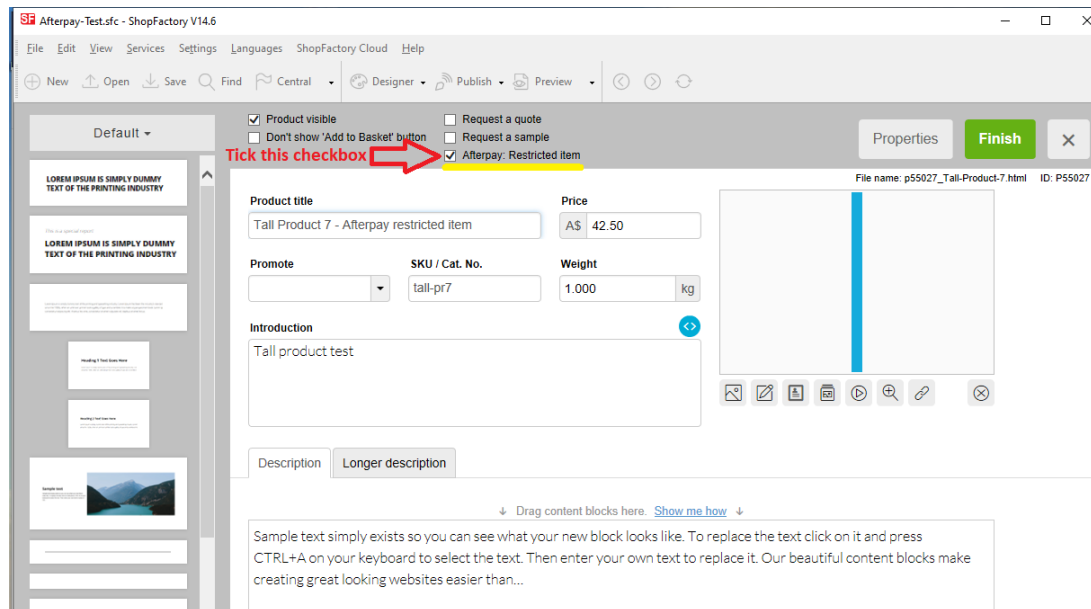 SF Afterpay-Test.sfc - ShopFactory V14.6
File Edit View Services Settings Languages ShopFactory Cloud Help
New Open Save Find Central Designer Publish Preview
Default
Product visible
Don't show 'Add to Basket' button
Request a quote
Request a sample
Afterpay: Restricted item
Tick this checkbox
Properties
Finish
File name: p55027_Tall-Product-7.html ID: P55027
LOREM IPSUM IS SIMPLY DUMMY
TEXT OF THE PRINTING INDUSTRY
This is a special report
LOREM IPSUM IS SIMPLY DUMMY
TEXT OF THE PRINTING INDUSTRY
Heading 1 Text Goes Here
Sample text
Product title
Tall Product 7 - Afterpay restricted item
Price
A$ 42.50
Promote
SKU / Cat. No.
tall-pr7
Weight
1.000 kg
Introduction
Tall product test
Description
Longer description
Drag content blocks here. Show me how
Sample text simply exists so you can see what your new block looks like. To replace the text click on it and press
CTRL+A on your keyboard to select the text. Then enter your own text to replace it. Our beautiful content blocks make
creating great looking websites easier than...